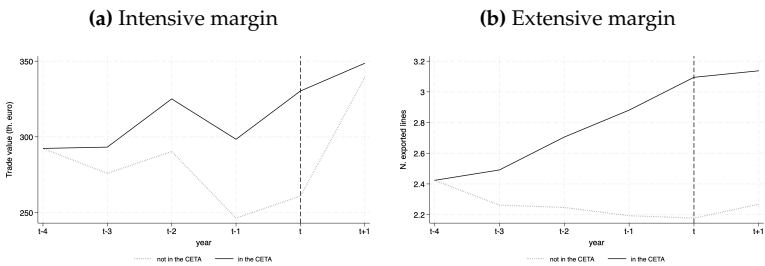 (a) Intensive margin
350
300
250
Trade value (th. euro)
t-4 t-3 t-2 t-1 t t+1
year
not in the CETA in the CETA
(b) Extensive margin
3.2
3
2.8
2.6
2.4
2.2
N. exported lines
t-4 t-3 t-2 t-1 t t+1
year
not in the CETA in the CETA